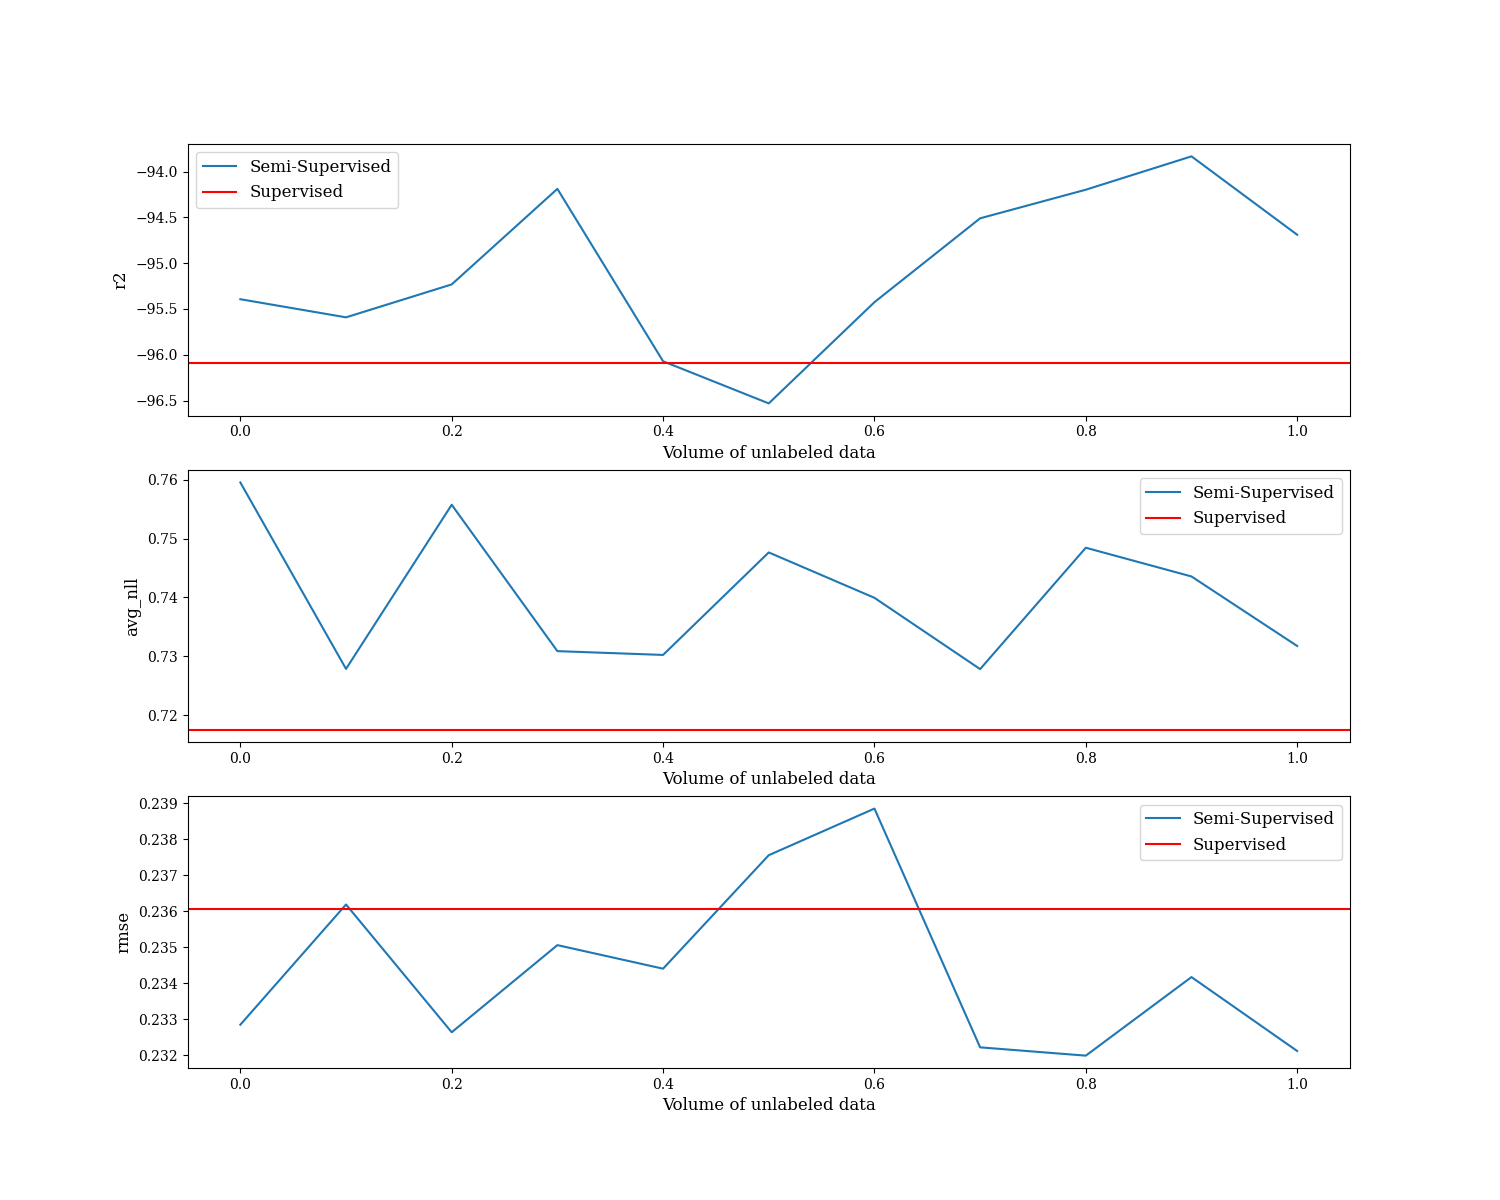 Semi-Supervised
Supervised
−94.0
−94.5
−95.0
−95.5
−96.0
−96.5
r2
0.0 0.2 0.4 0.6 0.8 1.0
Volume of unlabeled data
Semi-Supervised
Supervised
0.76
0.75
0.74
0.73
0.72
avg_nll
0.0 0.2 0.4 0.6 0.8 1.0
Volume of unlabeled data
Semi-Supervised
Supervised
0.239
0.238
0.237
0.236
0.235
0.234
0.233
0.232
rmse
0.0 0.2 0.4 0.6 0.8 1.0
Volume of unlabeled data